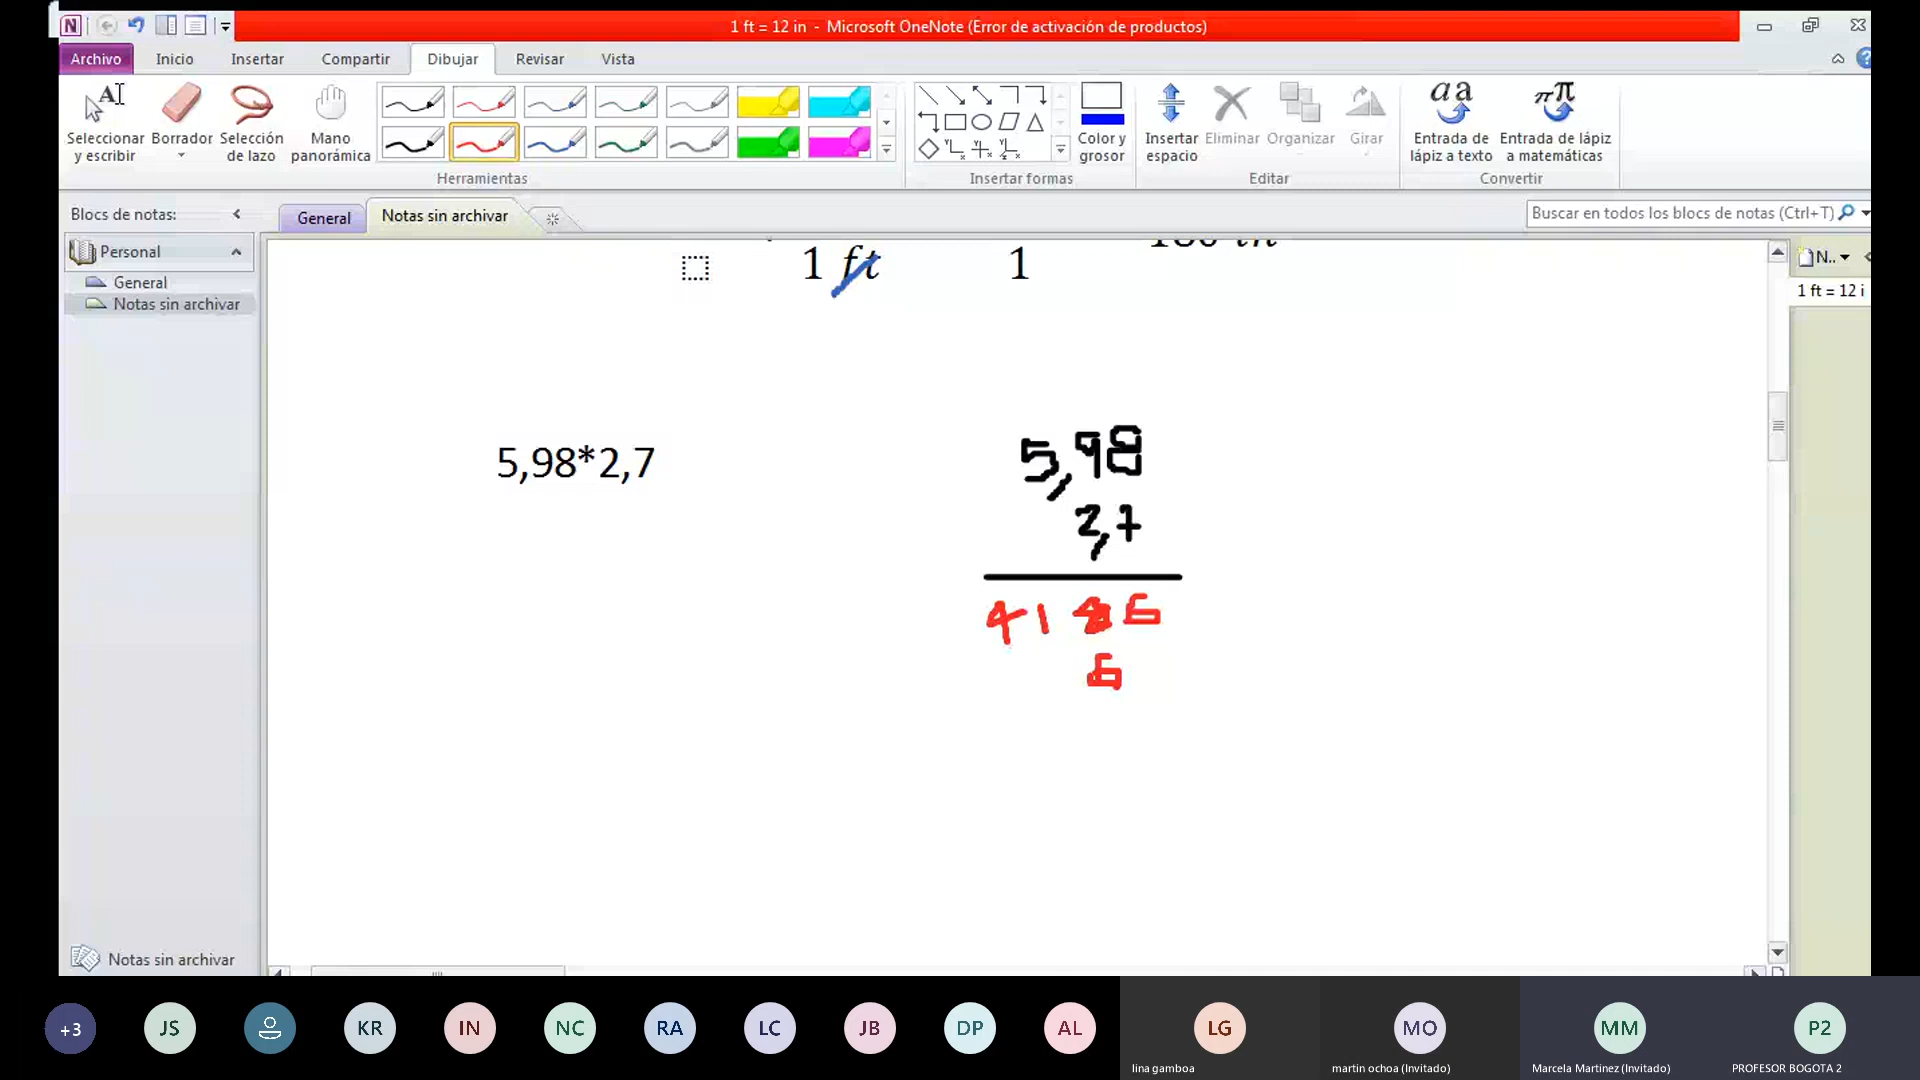 1 ft = 12 in - Microsoft OneNote (Error de activación de productos)
Archivo Inicio Insertar Compartir Dibujar Revisar Vista
Seleccionar y escribir
Borrador
Selección de lazo
Mano panorámica
Herramientas
Insertar formas
Color y grosor
Insertar espacio
Eliminar
Organizar
Girar
Editar
Entrada de lápiz a texto
Entrada de lápiz a matemáticas
Convertir
Blocs de notas:
General
Notas sin archivar
Buscar en todos los blocs de notas (Ctrl+T)
Personal
General
Notas sin archivar
N..
1 ft = 12 i
1 ft 1
5,98*2,7
5,98
2,7
41 6
6
Notas sin archivar
+3 JS KR IN NC RA LC JB DP AL LG MO MM P2
lina gamboa
martin ochoa (Invitado)
Marcela Martinez (Invitado)
PROFESOR BOGOTA 2